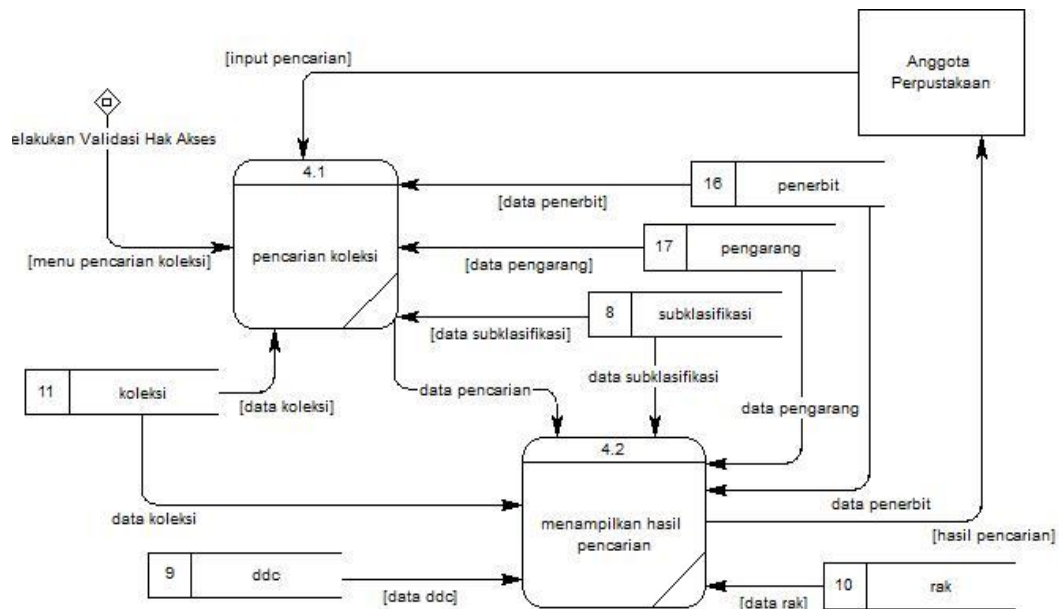 [input pencarian]
Anggota
Perpustakaan
elakukan Validasi Hak Akses
4.1
16
penerbit
[data penerbit]
17
pengarang
pencarian koleksi
[menu pencarian koleksi]
[data pengarang]
8
subklasifikasi
[data subklasifikasi]
data subklasifikasi
11
koleksi
[data koleksi]
data pencarian
data pengarang
4.2
data koleksi
menampilkan hasil
pencarian
data penerbit
[hasil pencarian]
9
ddc
[data ddc]
10
rak
[data rak]